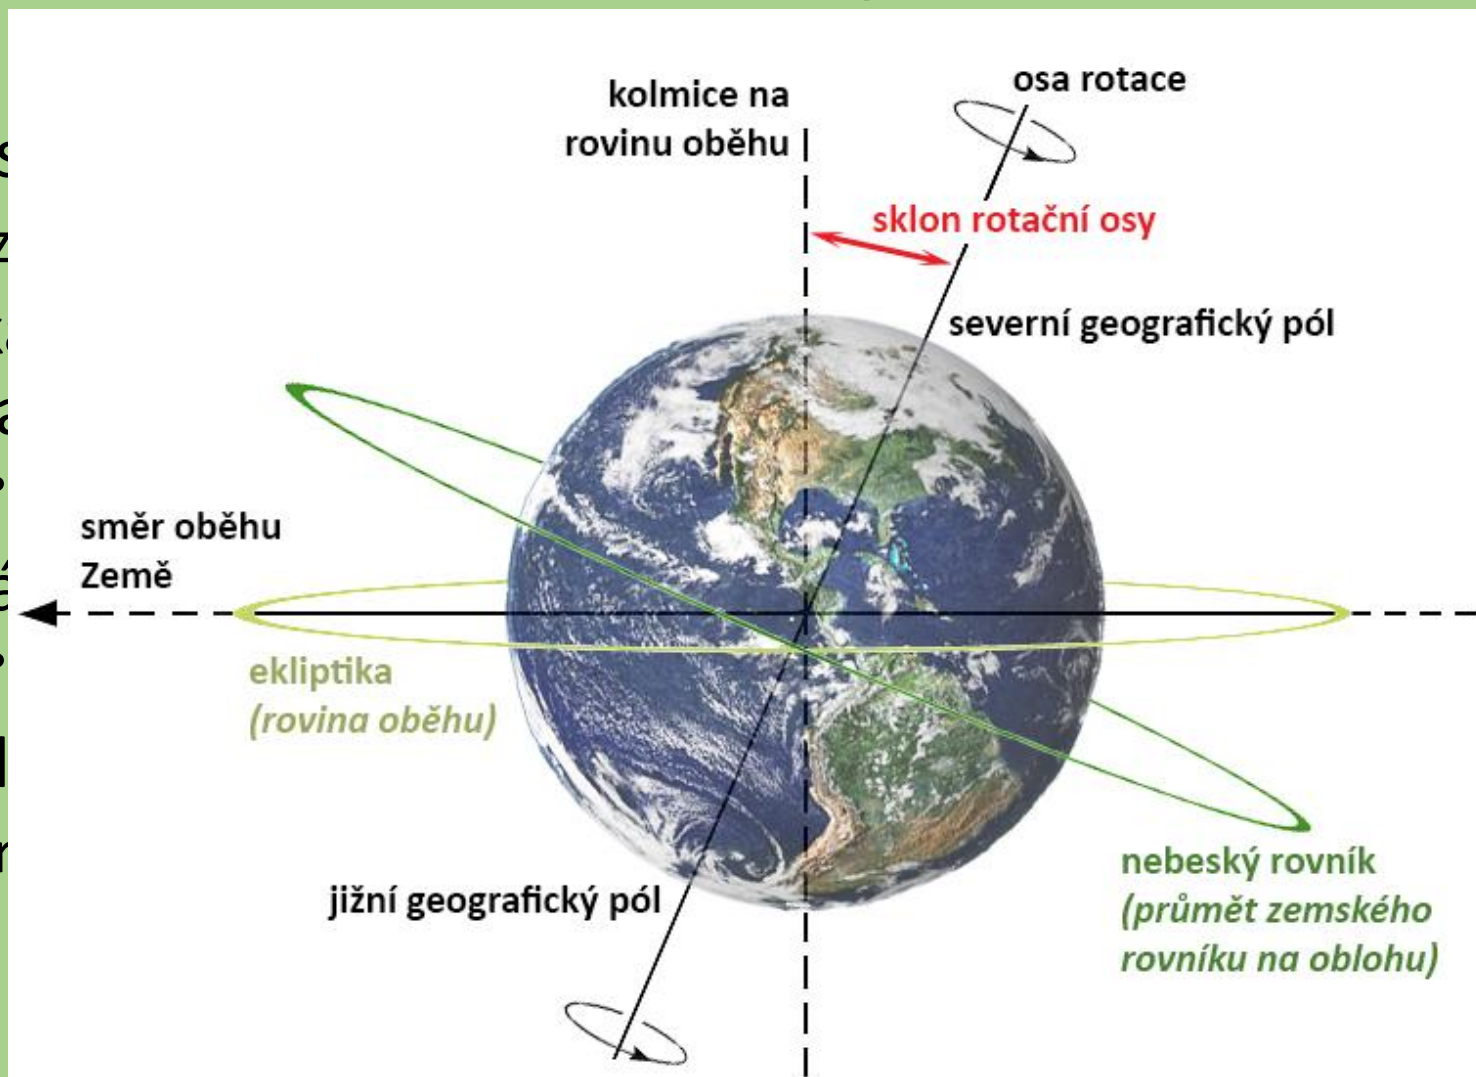 osa rotace
kolmice na
rovinu oběhu
sklon rotační osy
severní geografický pól
směr oběhu
Země
ekliptika
(rovina oběhu)
nebeský rovník
(průmět zemského
rovníku na oblohu)
jižní geografický pól